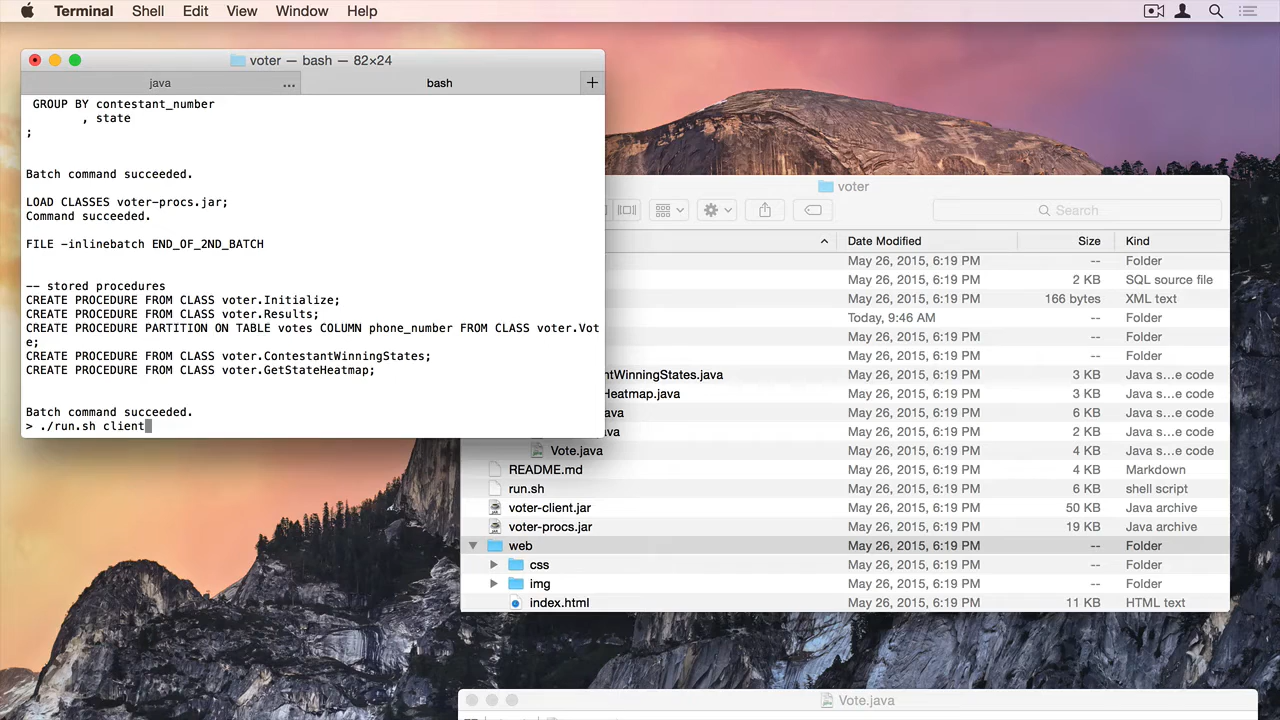 Terminal Shell Edit View Window Help
voter — bash — 82×24
java ... bash +
GROUP BY contestant_number
, state
;
Batch command succeeded.
LOAD CLASSES voter-procs.jar;
Command succeeded.
FILE -inlinebatch END_OF_2ND_BATCH
-- stored procedures
CREATE PROCEDURE FROM CLASS voter.Initialize;
CREATE PROCEDURE FROM CLASS voter.Results;
CREATE PROCEDURE PARTITION ON TABLE votes COLUMN phone_number FROM CLASS voter.Vot
e;
CREATE PROCEDURE FROM CLASS voter.ContestantWinningStates;
CREATE PROCEDURE FROM CLASS voter.GetStateHeatmap;
Batch command succeeded.
> ./run.sh client
voter
Search
Date Modified Size Kind
May 26, 2015, 6:19 PM -- Folder
May 26, 2015, 6:19 PM 2 KB SQL source file
May 26, 2015, 6:19 PM 166 bytes XML text
Today, 9:46 AM -- Folder
May 26, 2015, 6:19 PM -- Folder
May 26, 2015, 6:19 PM -- Folder
ntWinningStates.java May 26, 2015, 6:19 PM 3 KB Java s...e code
Heatmap.java May 26, 2015, 6:19 PM 3 KB Java s...e code
ava May 26, 2015, 6:19 PM 6 KB Java s...e code
ava May 26, 2015, 6:19 PM 2 KB Java s...e code
Vote.java May 26, 2015, 6:19 PM 4 KB Java s...e code
README.md May 26, 2015, 6:19 PM 4 KB Markdown
run.sh May 26, 2015, 6:19 PM 6 KB shell script
voter-client.jar May 26, 2015, 6:19 PM 50 KB Java archive
voter-procs.jar May 26, 2015, 6:19 PM 19 KB Java archive
web May 26, 2015, 6:19 PM -- Folder
css May 26, 2015, 6:19 PM -- Folder
img May 26, 2015, 6:19 PM -- Folder
index.html May 26, 2015, 6:19 PM 11 KB HTML text
Vote.java